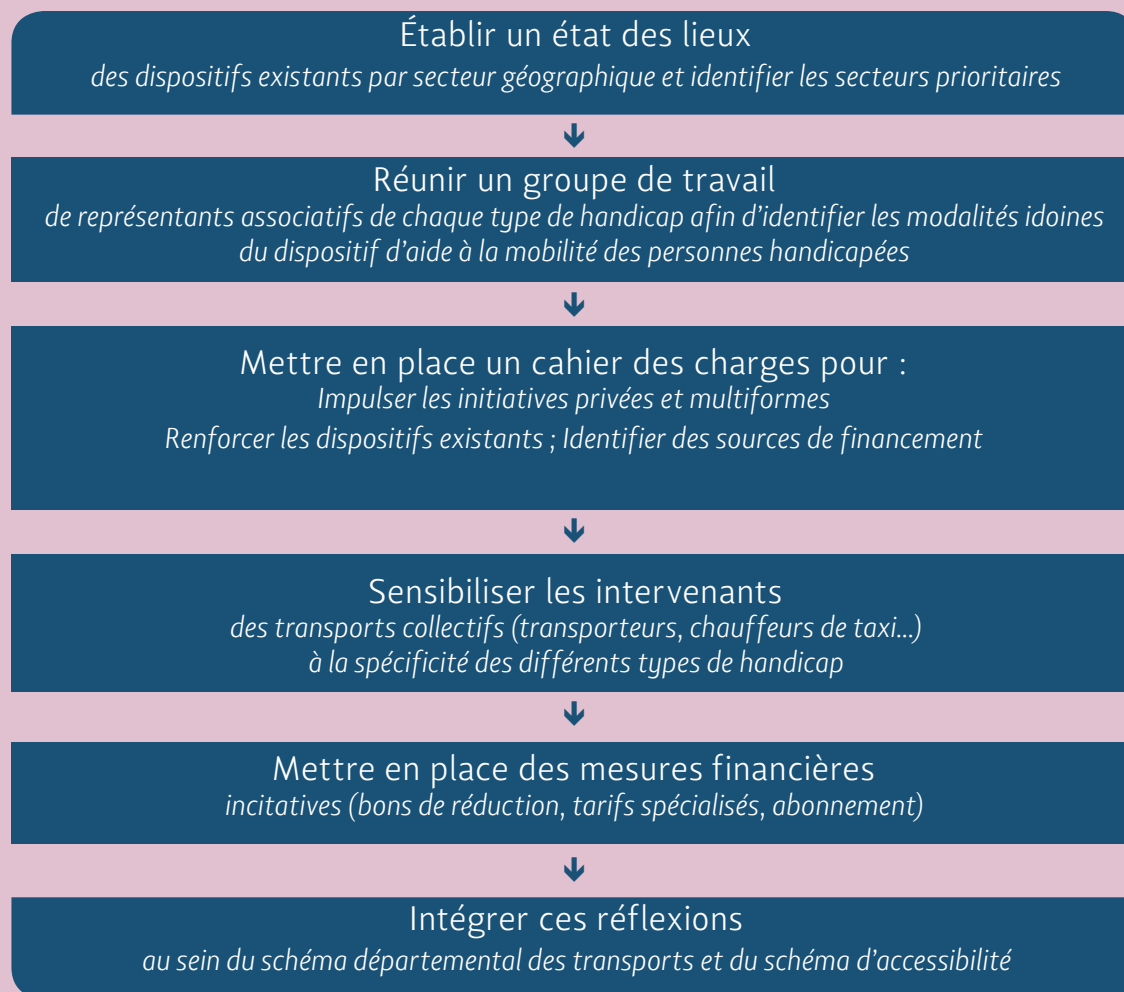 Établir un état des lieux
des dispositifs existants par secteur géographique et identifier les secteurs prioritaires
Réunir un groupe de travail
de représentants associatifs de chaque type de handicap afin d'identifier les modalités idoines
du dispositif d'aide à la mobilité des personnes handicapées
Mettre en place un cahier des charges pour :
Impulser les initiatives privées et multiformes
Renforcer les dispositifs existants ; Identifier des sources de financement
Sensibiliser les intervenants
des transports collectifs (transporteurs, chauffeurs de taxi...)
à la spécificité des différents types de handicap
Mettre en place des mesures financières
incitatives (bons de réduction, tarifs spécialisés, abonnement)
Intégrer ces réflexions
au sein du schéma départemental des transports et du schéma d'accessibilité